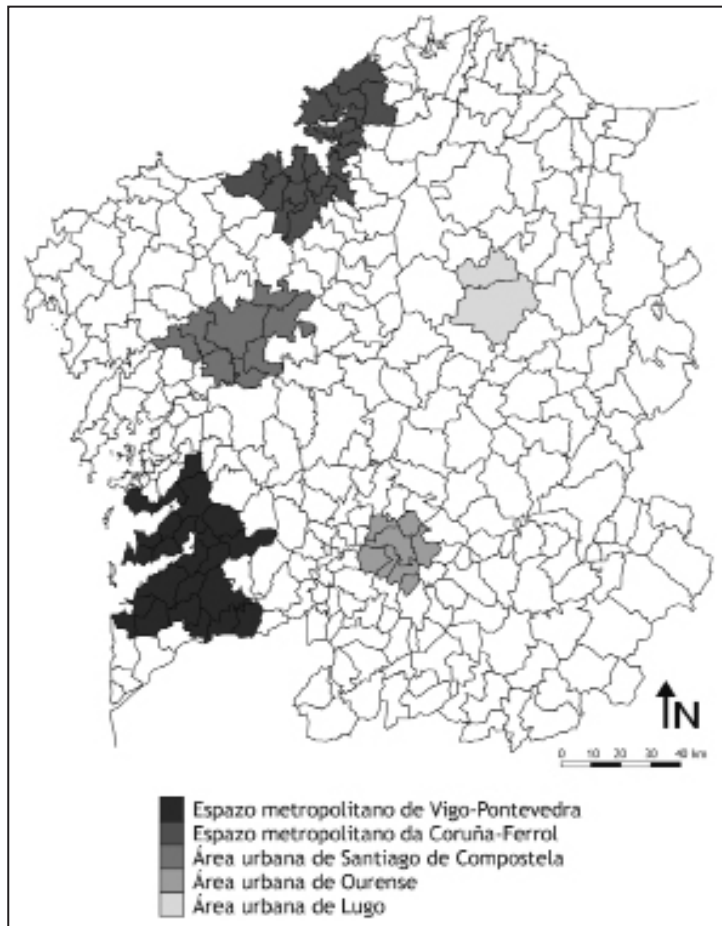 N
0 10 20 30 40 km
Espazo metropolitano de Vigo-Pontevedra
Espazo metropolitano da Coruña-Ferrol
Área urbana de Santiago de Compostela
Área urbana de Ourense
Área urbana de Lugo